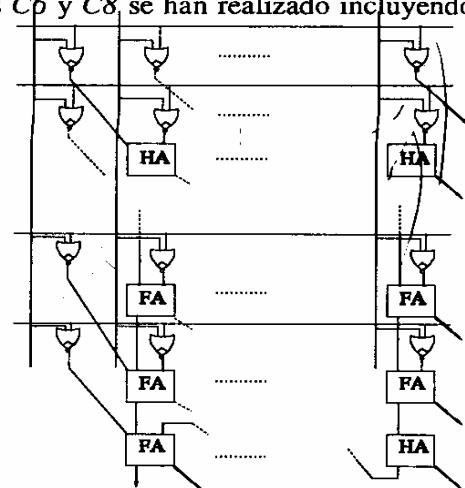 C6 y C8 se han realizado incluyendo
HA HA
FA FA
FA FA
FA HA